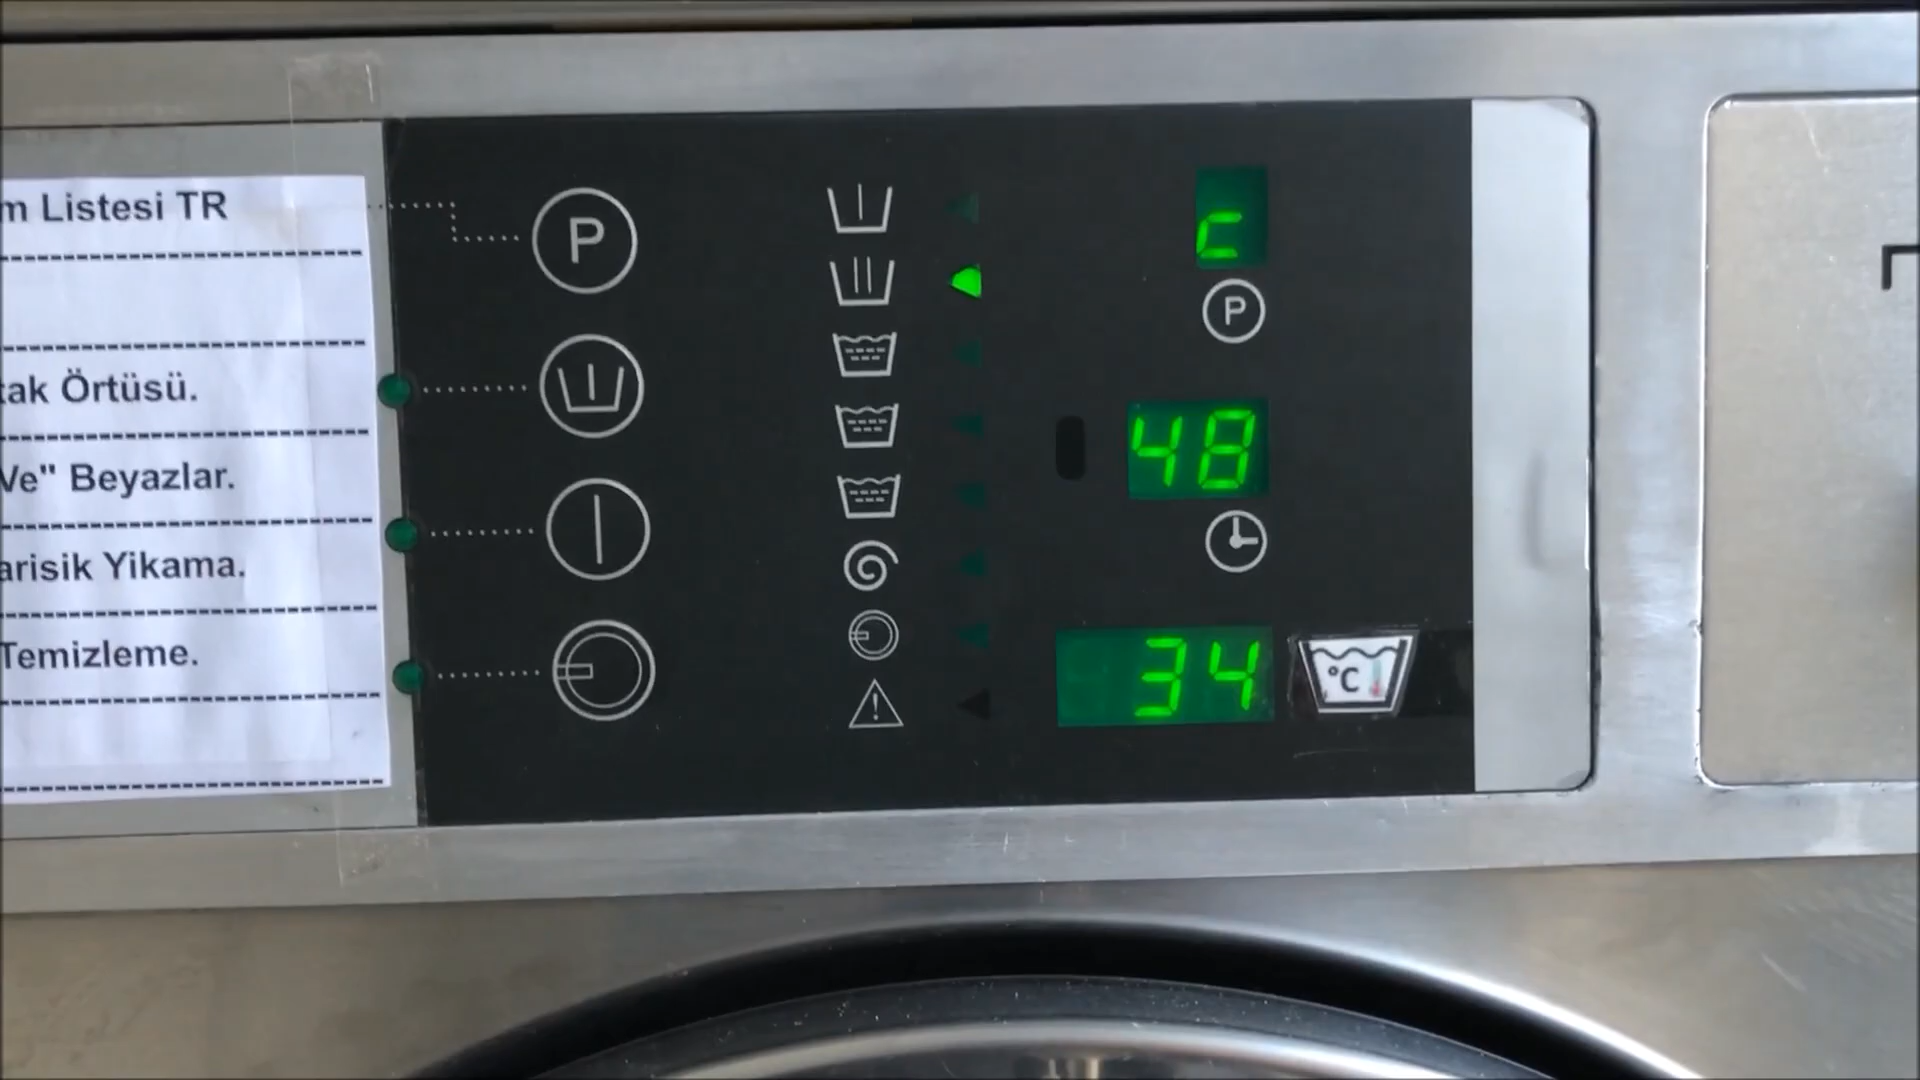 m Listesi TR
tak Örtüsü.
Ve" Beyazlar.
arisik Yikama.
Temizleme.
P
c
P
48
34
°C